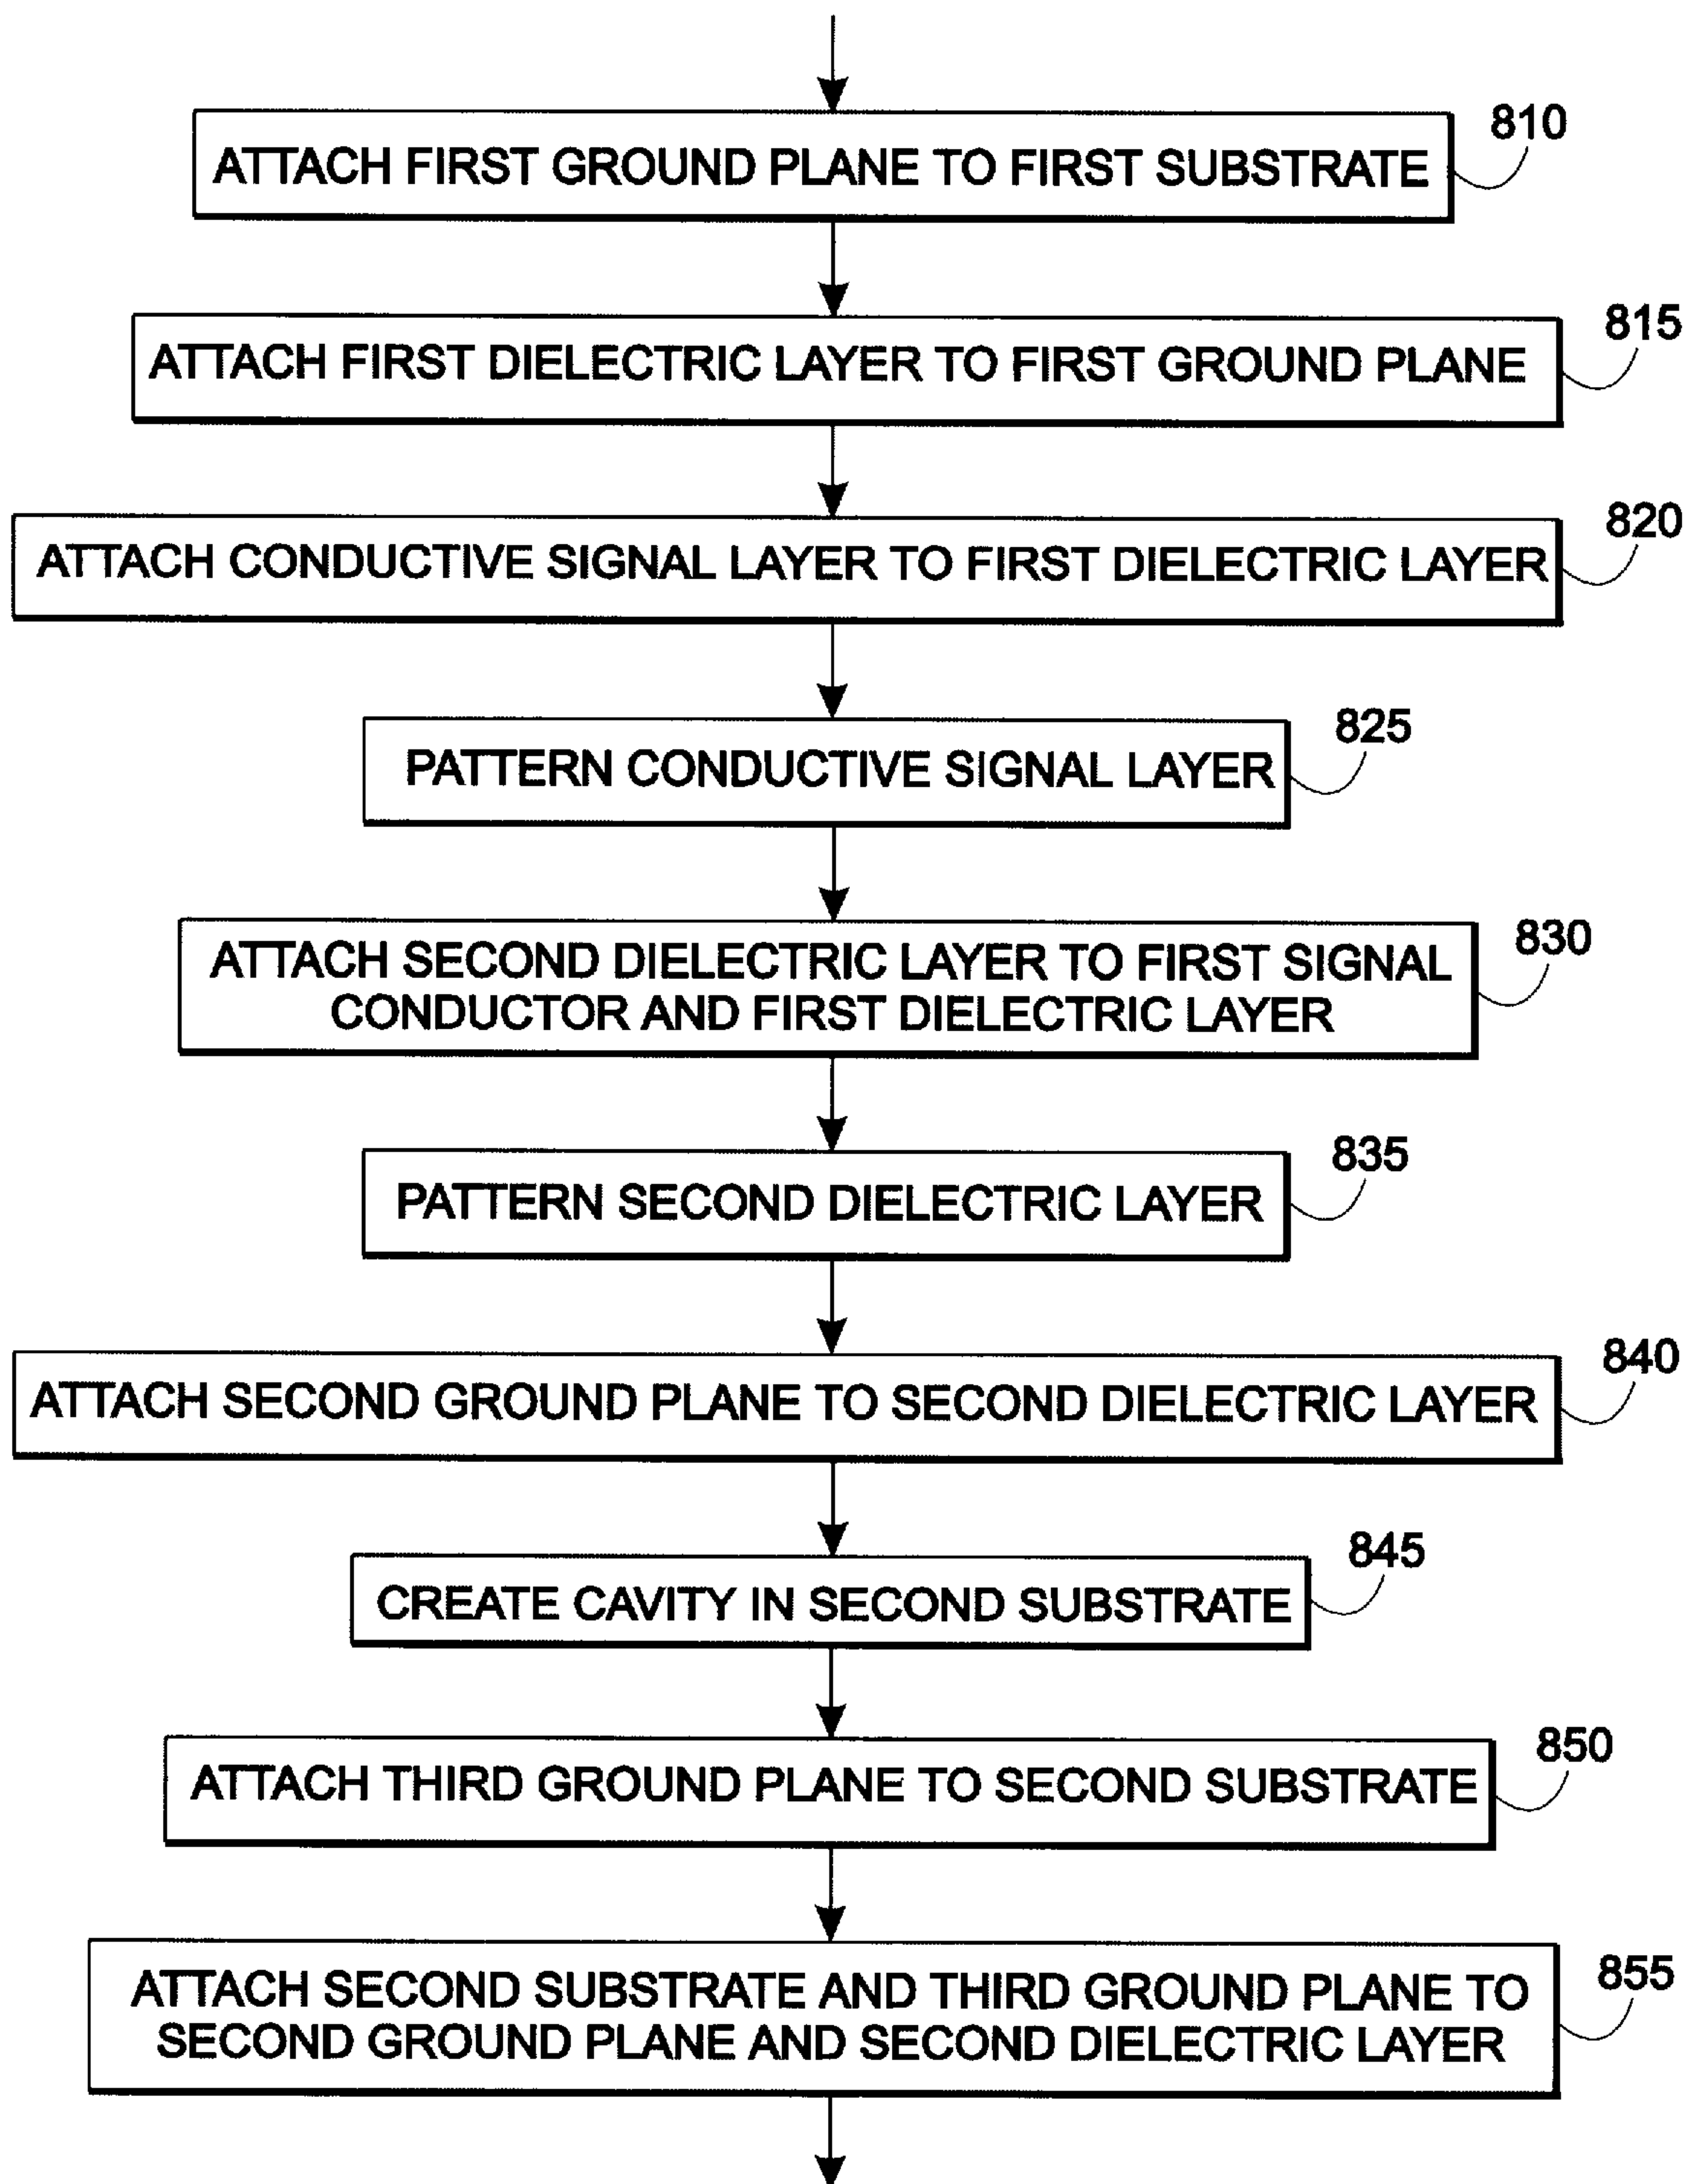 810
ATTACH FIRST GROUND PLANE TO FIRST SUBSTRATE
815
ATTACH FIRST DIELECTRIC LAYER TO FIRST GROUND PLANE
820
ATTACH CONDUCTIVE SIGNAL LAYER TO FIRST DIELECTRIC LAYER
825
PATTERN CONDUCTIVE SIGNAL LAYER
830
ATTACH SECOND DIELECTRIC LAYER TO FIRST SIGNAL
CONDUCTOR AND FIRST DIELECTRIC LAYER
835
PATTERN SECOND DIELECTRIC LAYER
840
ATTACH SECOND GROUND PLANE TO SECOND DIELECTRIC LAYER
845
CREATE CAVITY IN SECOND SUBSTRATE
850
ATTACH THIRD GROUND PLANE TO SECOND SUBSTRATE
855
ATTACH SECOND SUBSTRATE AND THIRD GROUND PLANE TO
SECOND GROUND PLANE AND SECOND DIELECTRIC LAYER